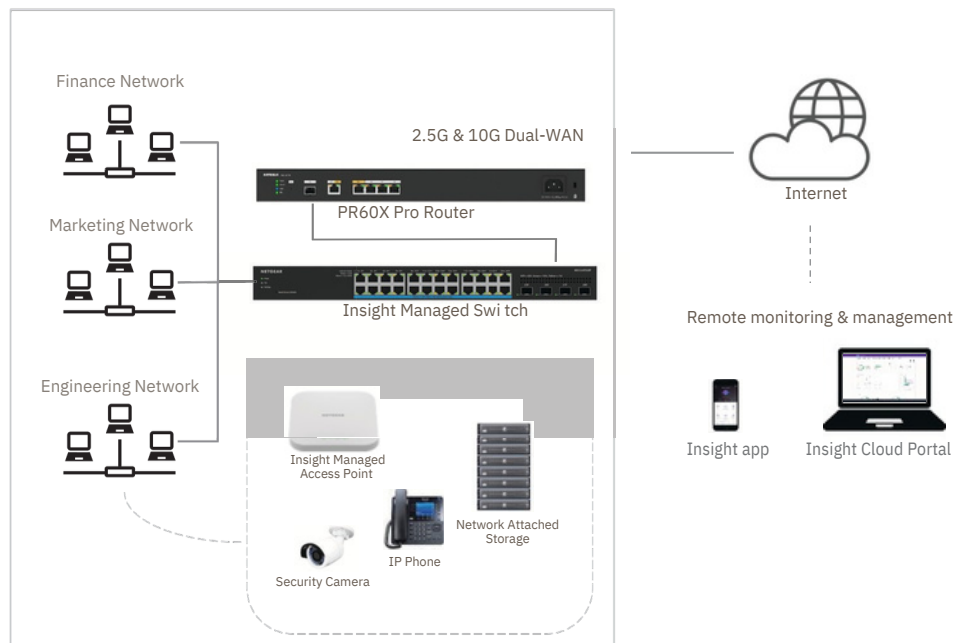 Finance Network
2.5G & 10G Dual-WAN
PR60X Pro Router
Internet
Marketing Network
NETGEAR
Insight Managed Swi tch
Remote monitoring & management
Engineering Network
Insight app
Insight Cloud Portal
Insight Managed
Access Point
Network Attached
Storage
IP Phone
Security Camera